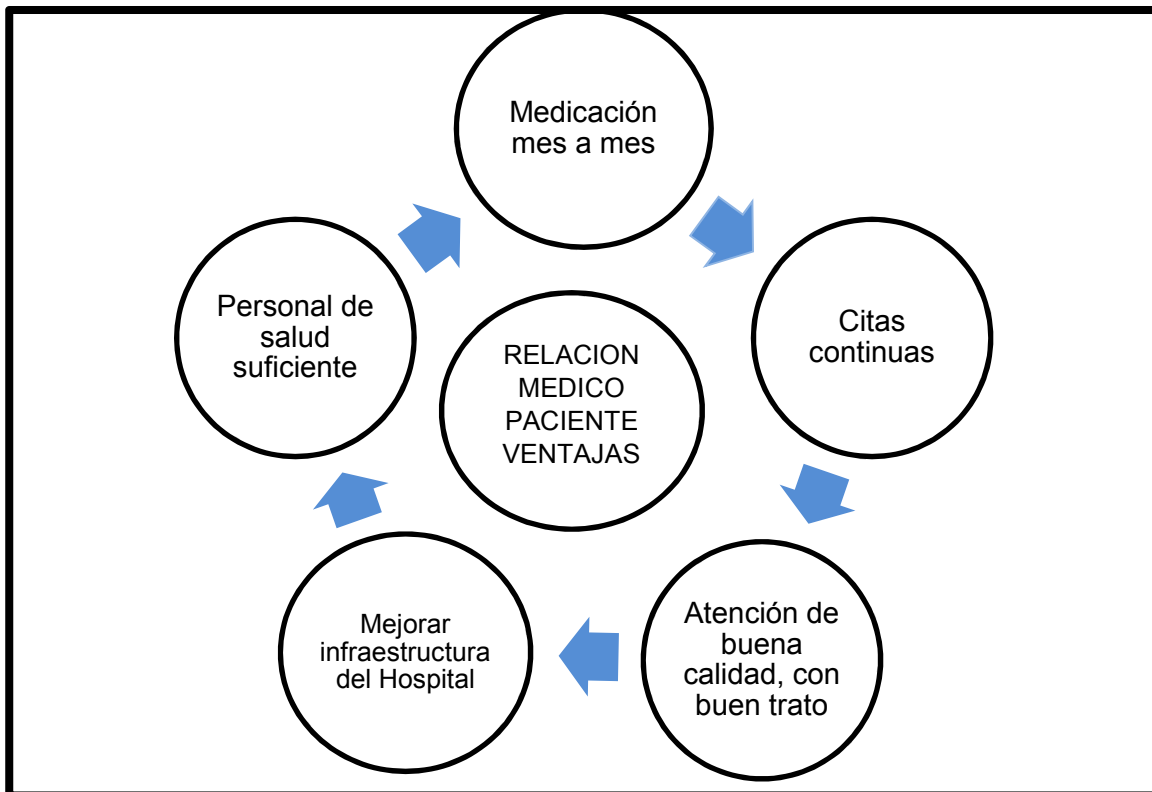 Medicación
mes a mes
Citas
continuas
Atención de
buena
calidad, con
buen trato
Mejorar
infraestructura
del Hospital
Personal de
salud
suficiente
RELACION
MEDICO
PACIENTE
VENTAJAS